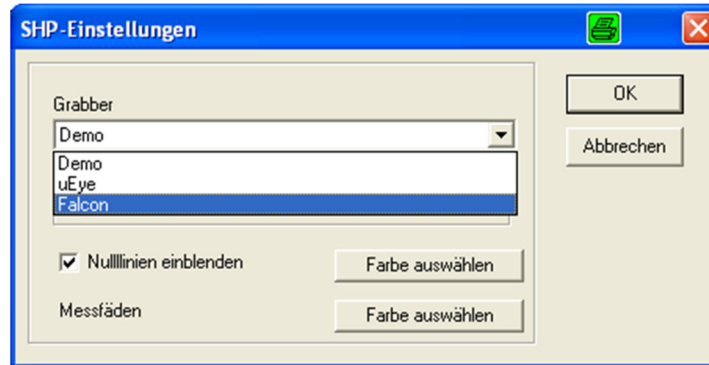 SHP-Einstellungen
Grabber
Demo
Demo
uEye
Falcon
Nulllinien einblenden
Farbe auswählen
Messfäden
Farbe auswählen
OK
Abbrechen